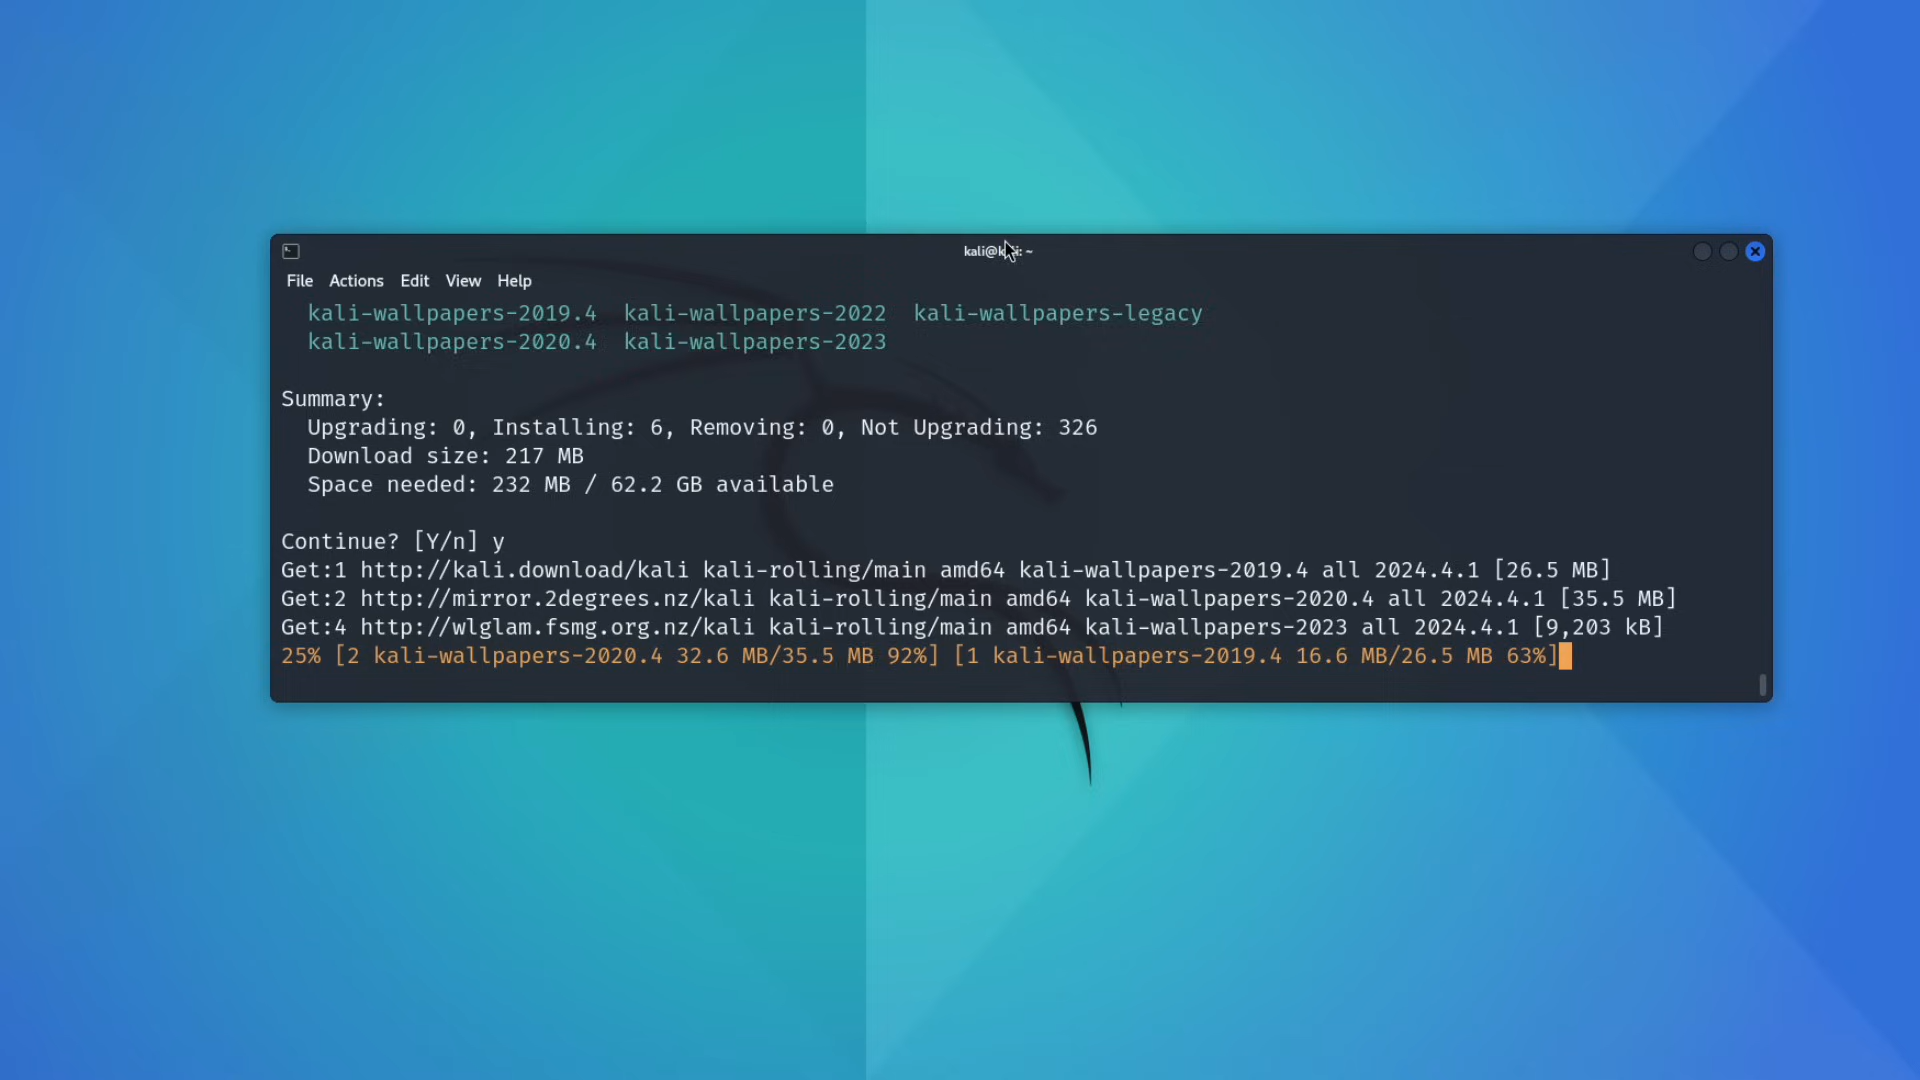 kali@kali: ~
File Actions Edit View Help
kali-wallpapers-2019.4 kali-wallpapers-2022 kali-wallpapers-legacy
kali-wallpapers-2020.4 kali-wallpapers-2023
Summary:
Upgrading: 0, Installing: 6, Removing: 0, Not Upgrading: 326
Download size: 217 MB
Space needed: 232 MB / 62.2 GB available
Continue? [Y/n] y
Get:1 http://kali.download/kali kali-rolling/main amd64 kali-wallpapers-2019.4 all 2024.4.1 [26.5 MB]
Get:2 http://mirror.2degrees.nz/kali kali-rolling/main amd64 kali-wallpapers-2020.4 all 2024.4.1 [35.5 MB]
Get:4 http://wlglam.fsmg.org.nz/kali kali-rolling/main amd64 kali-wallpapers-2023 all 2024.4.1 [9,203 kB]
25% [2 kali-wallpapers-2020.4 32.6 MB/35.5 MB 92%] [1 kali-wallpapers-2019.4 16.6 MB/26.5 MB 63%]